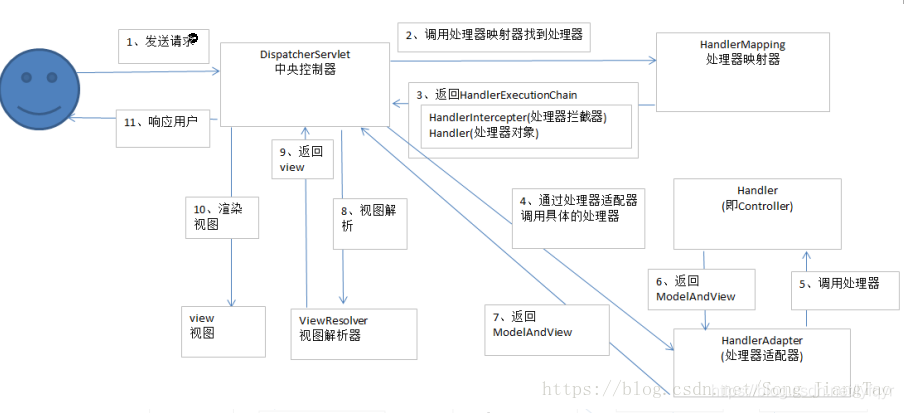 1、发送请求
DispatcherServlet
中央控制器
2、调用处理器映射器找到处理器
HandlerMapping
处理器映射器
3、返回HandlerExecutionChain
HandlerIntercepter(处理器拦截器)
Handler(处理器对象)
11、响应用户
9、返回
view
10、渲染
视图
8、视图解
析
4、通过处理器适配器
调用具体的处理器
Handler
(即Controller)
6、返回
ModelAndView
5、调用处理器
view
视图
ViewResolver
视图解析器
7、返回
ModelAndView
HandlerAdapter
(处理器适配器)
https://blog.csdn.net/Song_JiangTao